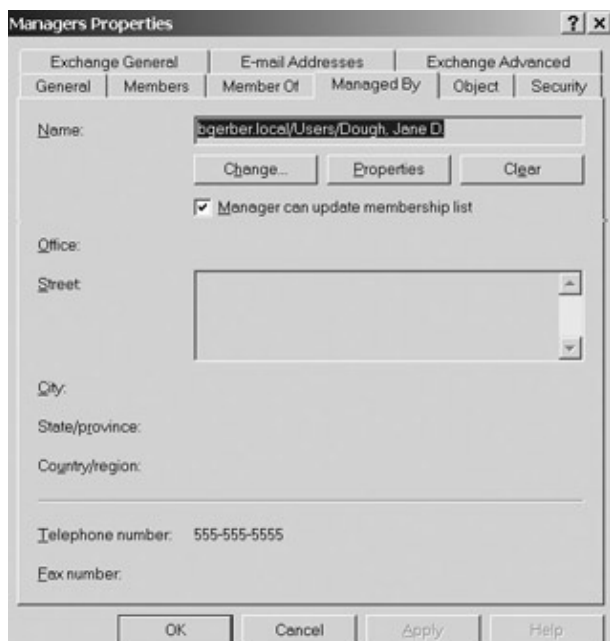 Managers Properties
Exchange General E-mail Addresses Exchange Advanced
General Members Member Of Managed By Object Security
Name: bgerber.local/Users/Dough, Jane D.
Change... Properties Clear
Manager can update membership list
Office:
Street:
City:
State/province:
Country/region:
Telephone number: 555-555-5555
Fax number:
OK Cancel Apply Help